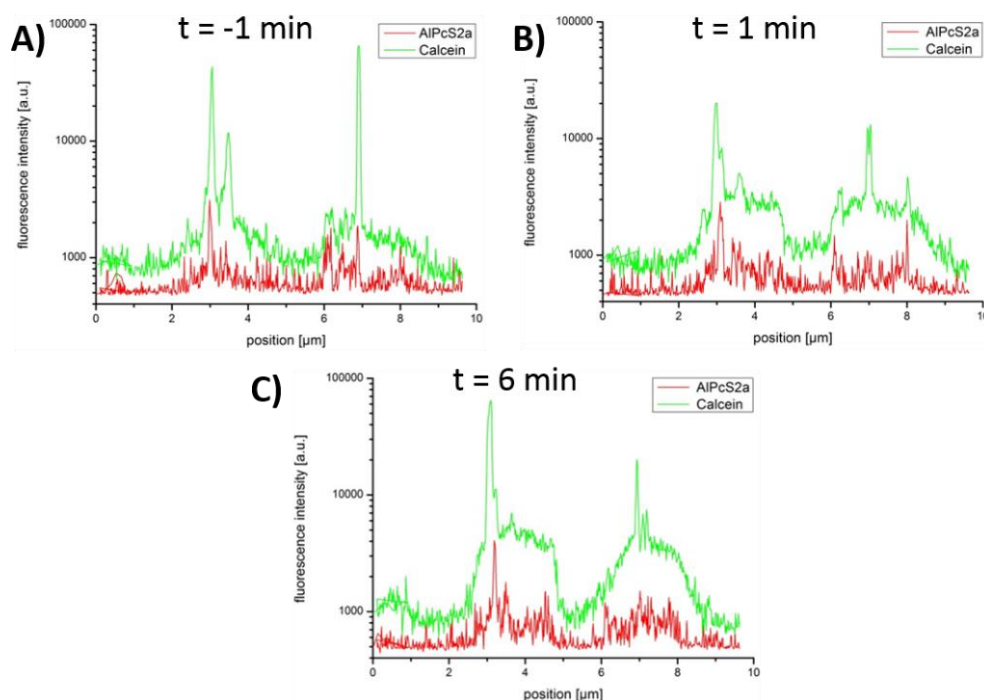 A)
t = -1 min
AlPcS2a
Calcein
fluorescence intensity [a.u.]
100000
10000
1000
0
2
4
6
8
10
position [µm]
B)
t = 1 min
AlPcS2a
Calcein
fluorescence intensity [a.u.]
100000
10000
1000
0
2
4
6
8
10
position [µm]
C)
t = 6 min
AlPcS2a
Calcein
fluorescence intensity [a.u.]
100000
10000
1000
0
2
4
6
8
10
position [µm]